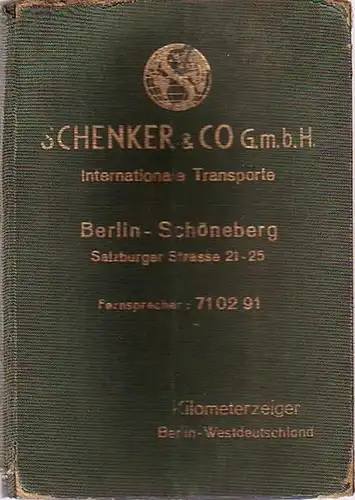 SCHENKER & CO G.m.b.H.
Internationale Transporte
Berlin - Schöneberg
Salzburger Strasse 21-25
Fernsprecher: 71 02 91
Kilometerzeiger
Berlin-Westdeutschland